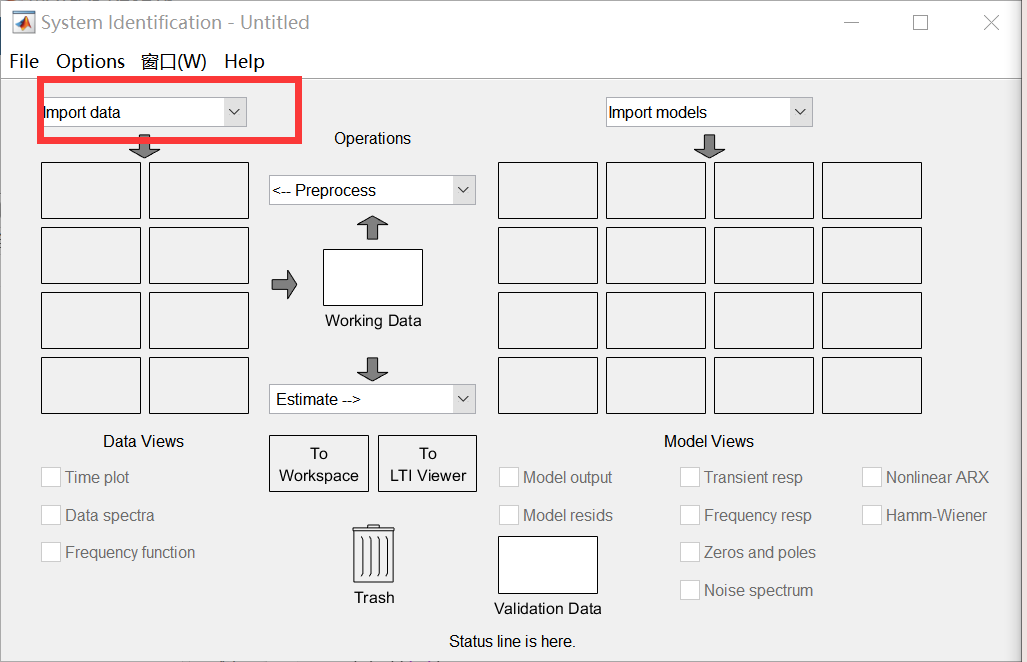 System Identification - Untitled
File Options 窗口(W) Help
Import data
Import models
Operations
<-- Preprocess
Working Data
Estimate -->
Data Views
To
Workspace
To
LTI Viewer
Model Views
Time plot
Data spectra
Frequency function
Model output
Model resids
Transient resp
Frequency resp
Zeros and poles
Noise spectrum
Nonlinear ARX
Hamm-Wiener
Trash
Validation Data
Status line is here.